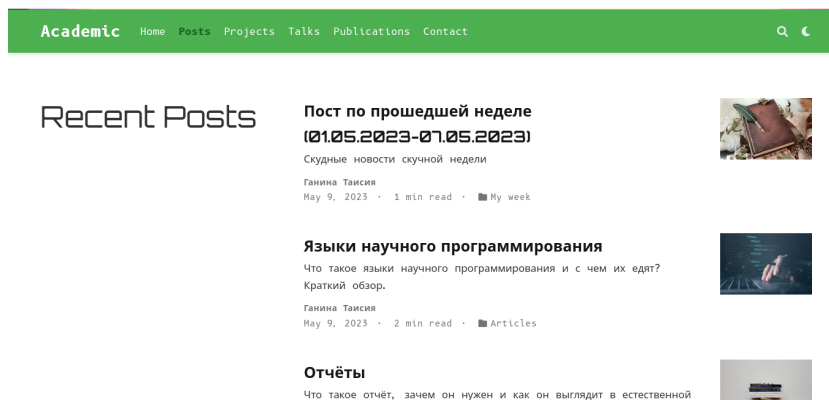 Academic Home Posts Projects Talks Publications Contact
Recent Posts
Пост по прошедшей неделе
(01.05.2023-07.05.2023)
Скудные новости скучной недели
Ганина Таисия
May 9, 2023 · 1 min read · My week
Языки научного программирования
Что такое языки научного программирования и с чем их едят?
Краткий обзор.
Ганина Таисия
May 9, 2023 · 2 min read · Articles
Отчёты
Что такое отчёт, зачем он нужен и как он выглядит в естественной